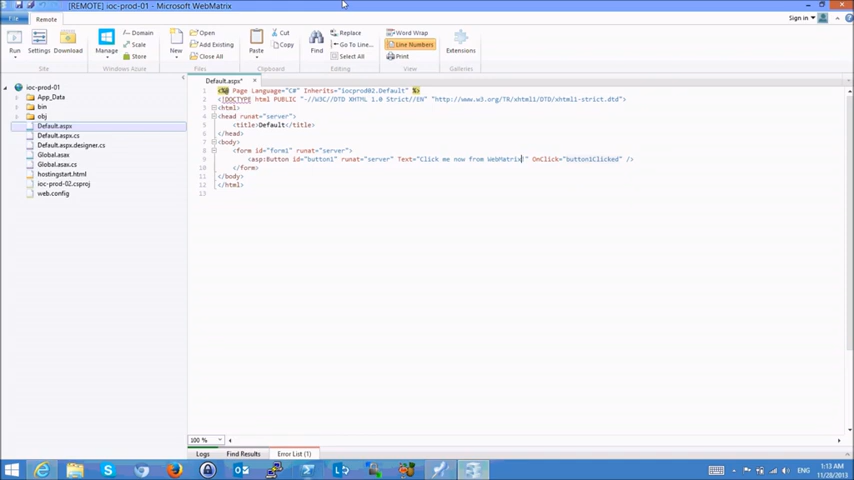 [REMOTE] ioc-prod-01 - Microsoft WebMatrix
File
Remote
Sign in
Run
Settings
Download
Site
Manage
Domain
Scale
Store
Windows Azure
New
Open
Add Existing
Close All
Files
Paste
Cut
Copy
Clipboard
Find
Replace
Go To Line...
Select All
Editing
Word Wrap
Line Numbers
Print
View
Extensions
Galleries
ioc-prod-01
App_Data
bin
obj
Default.aspx
Default.aspx.cs
Default.aspx.designer.cs
Global.asax
Global.asax.cs
hostingstart.html
ioc-prod-02.csproj
web.config
Default.aspx*
1 <%@ Page Language="C#" Inherits="iocprod02.Default" %>
2 <!DOCTYPE html PUBLIC "-//W3C//DTD XHTML 1.0 Strict//EN" "http://www.w3.org/TR/xhtml1/DTD/xhtml1-strict.dtd">
3 <html>
4 <head runat="server">
5 <title>Default</title>
6 </head>
7 <body>
8 <form id="form1" runat="server">
9 <asp:Button id="button1" runat="server" Text="Click me now from WebMatrix!" OnClick="button1Clicked" />
10 </form>
11 </body>
12 </html>
13
100 %
Logs
Find Results
Error List (1)
ENG
1:13 AM
11/28/2013